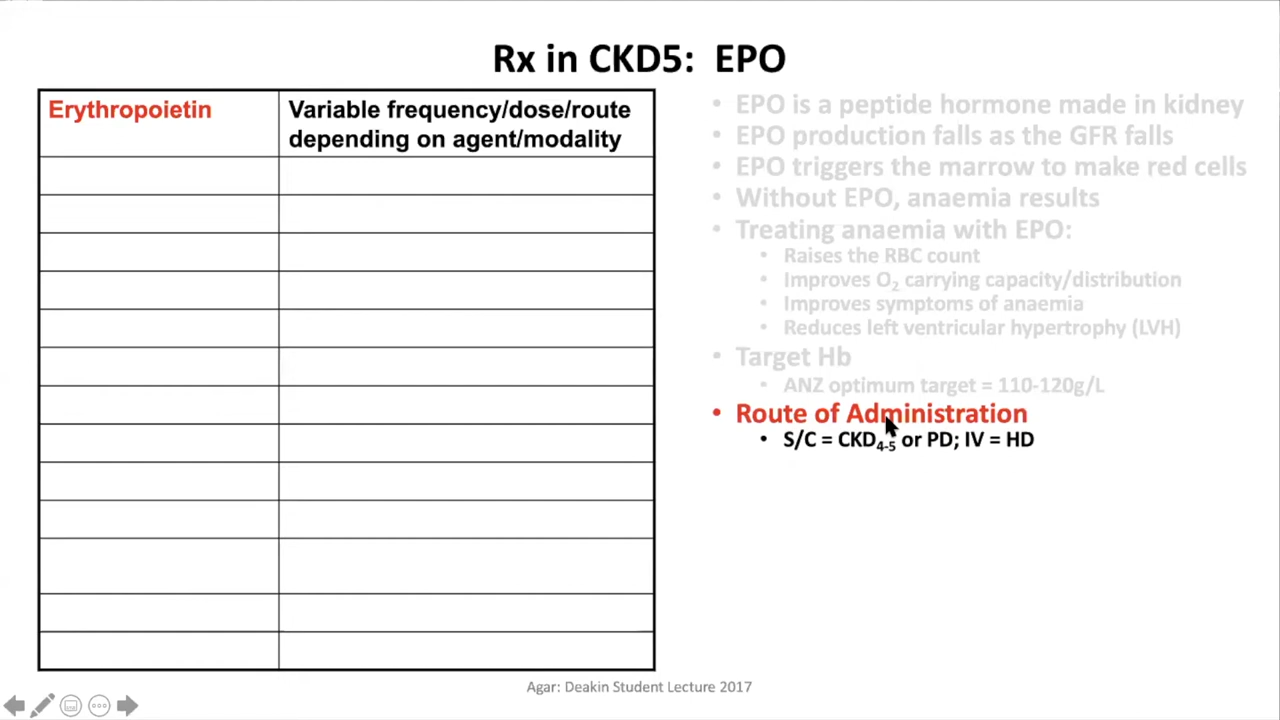 Rx in CKD5: EPO
Erythropoietin
Variable frequency/dose/route
depending on agent/modality
• EPO is a peptide hormone made in kidney
• EPO production falls as the GFR falls
• EPO triggers the marrow to make red cells
• Without EPO, anaemia results
• Treating anaemia with EPO:
• Raises the RBC count
• Improves O₂ carrying capacity/distribution
• Improves symptoms of anaemia
• Reduces left ventricular hypertrophy (LVH)
• Target Hb
• ANZ optimum target = 110-120g/L
• Route of Administration
• S/C = CKD₄₋₅ or PD; IV = HD
Agar: Deakin Student Lecture 2017